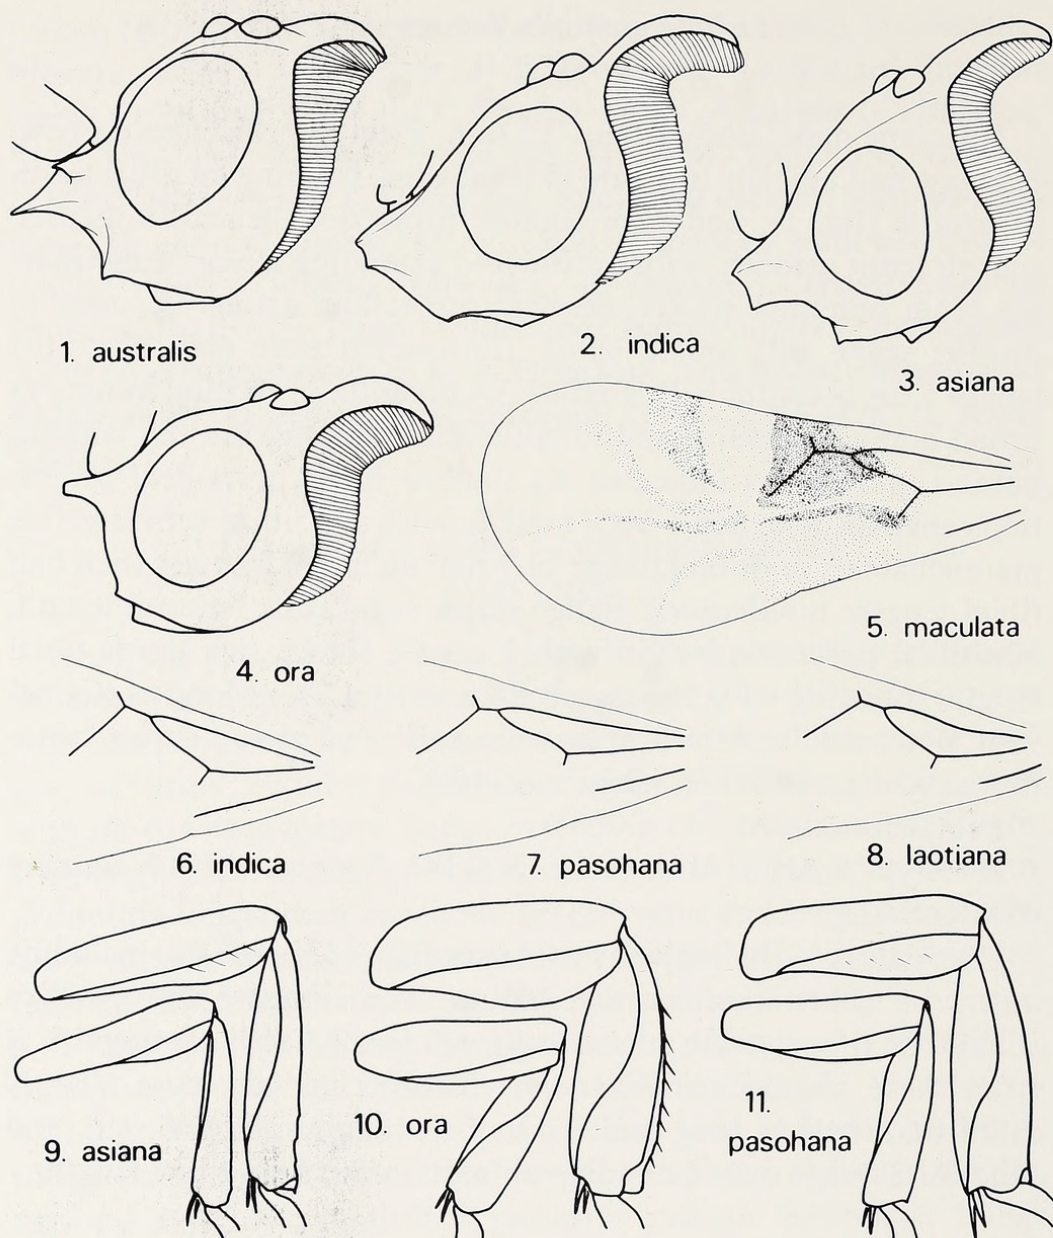 1. australis
2. indica
3. asiana
4. ora
5. maculata
6. indica
7. pasohana
8. laotiana
9. asiana
10. ora
11.
pasohana